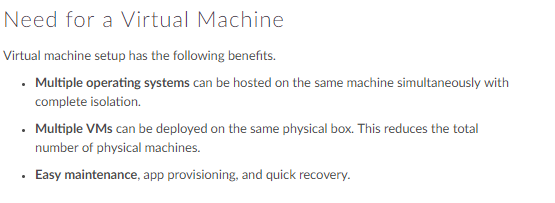 Need for a Virtual Machine
Virtual machine setup has the following benefits.
• Multiple operating systems can be hosted on the same machine simultaneously with
complete isolation.
• Multiple VMs can be deployed on the same physical box. This reduces the total
number of physical machines.
• Easy maintenance, app provisioning, and quick recovery.